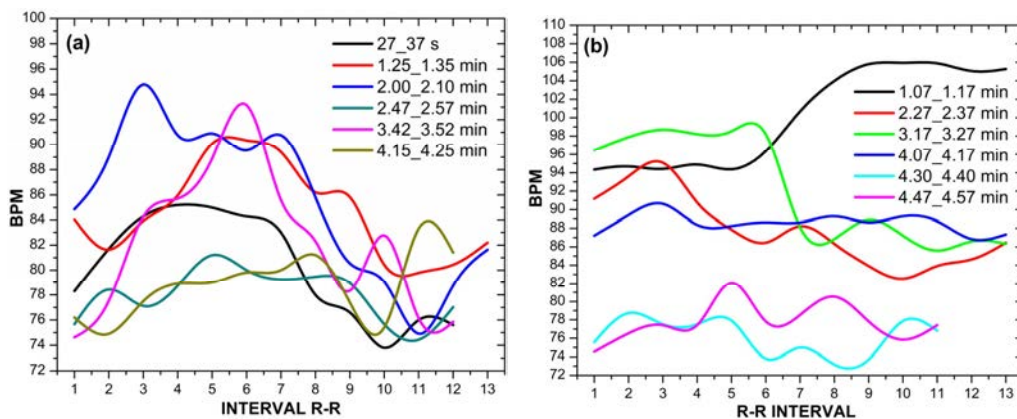 (a)
27_37 s
1.25_1.35 min
2.00_2.10 min
2.47_2.57 min
3.42_3.52 min
4.15_4.25 min
BPM
100
98
96
94
92
90
88
86
84
82
80
78
76
74
72
1 2 3 4 5 6 7 8 9 10 11 12 13
INTERVAL R-R
(b)
1.07_1.17 min
2.27_2.37 min
3.17_3.27 min
4.07_4.17 min
4.30_4.40 min
4.47_4.57 min
BPM
110
108
106
104
102
100
98
96
94
92
90
88
86
84
82
80
78
76
74
72
1 2 3 4 5 6 7 8 9 10 11 12 13
R-R INTERVAL